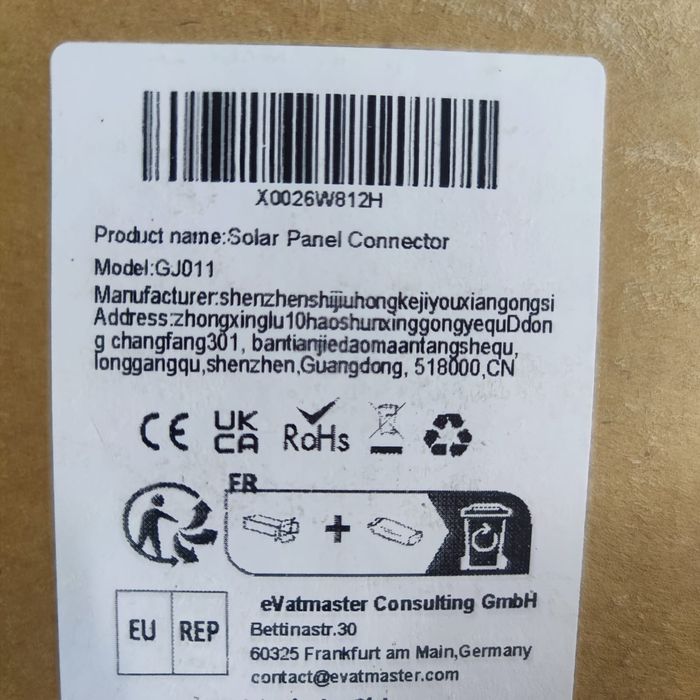 X0026W812H
Product name:Solar Panel Connector
Model:GJ011
Manufacturer:shenzhenshijiuhongkejiyouxiangongsi
Address:zhongxinglu10haoshunxinggongyequDdon
g changfang301, bantianjiedaomaantangshequ,
longgangqu,shenzhen,Guangdong, 518000,CN
CE UK CA RoHs
FR
+
EU REP
eVatmaster Consulting GmbH
Bettinastr.30
60325 Frankfurt am Main,Germany
contact@evatmaster.com